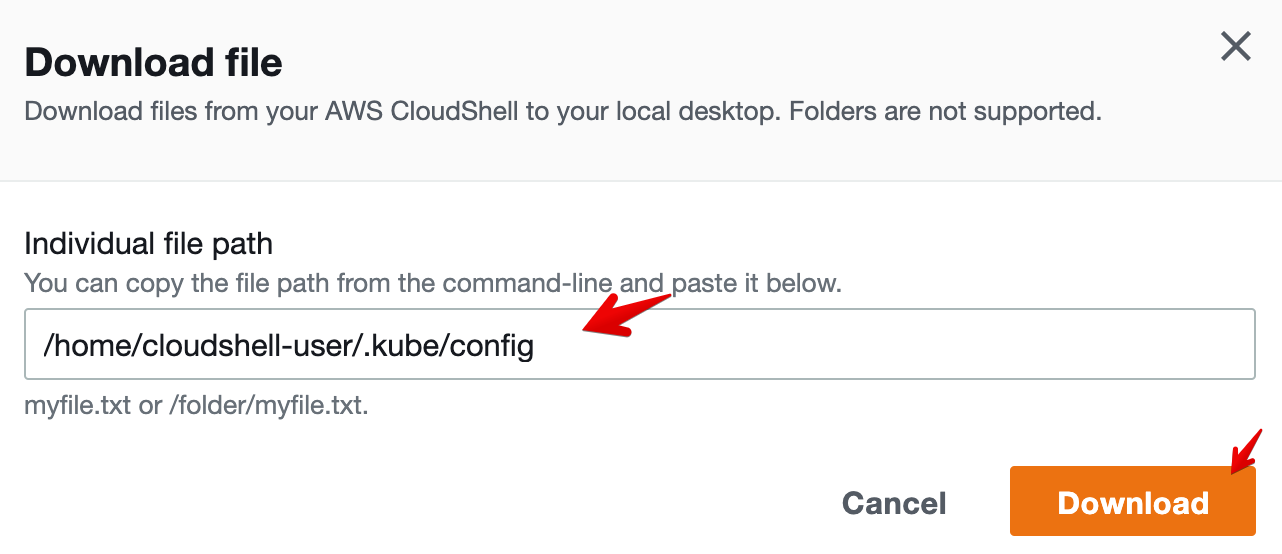 Download file
Download files from your AWS CloudShell to your local desktop. Folders are not supported.
Individual file path
You can copy the file path from the command-line and paste it below.
/home/cloudshell-user/.kube/config
myfile.txt or /folder/myfile.txt.
Cancel
Download